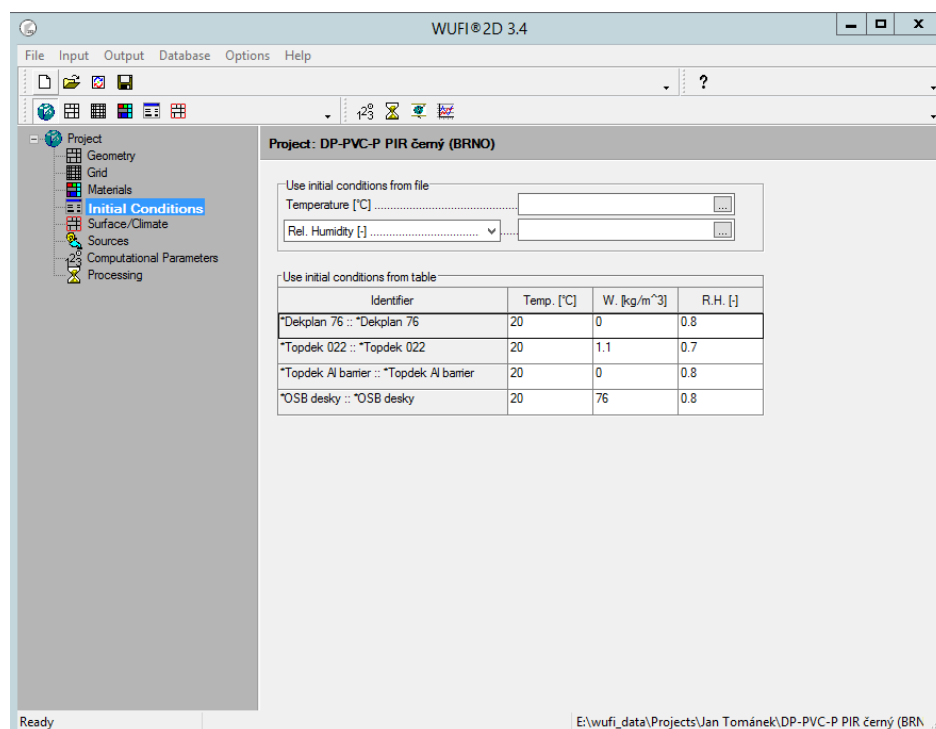 WUFI®2D 3.4
File Input Output Database Options Help
?
Project
Geometry
Grid
Materials
Initial Conditions
Surface/Climate
Sources
Computational Parameters
Processing
Project: DP-PVC-P PIR černý (BRNO)
Use initial conditions from file
Temperature [°C] ...
Rel. Humidity [-] ...
Use initial conditions from table
Identifier Temp. [°C] W. [kg/m^3] R.H. [-]
*Dekplan 76 :: *Dekplan 76 20 0 0.8
*Topdek 022 :: *Topdek 022 20 1.1 0.7
*Topdek Al barrier :: *Topdek Al barrier 20 0 0.8
*OSB desky :: *OSB desky 20 76 0.8
Ready E:\wufi_data\Projects\Jan Tománek\DP-PVC-P PIR černý (BRN